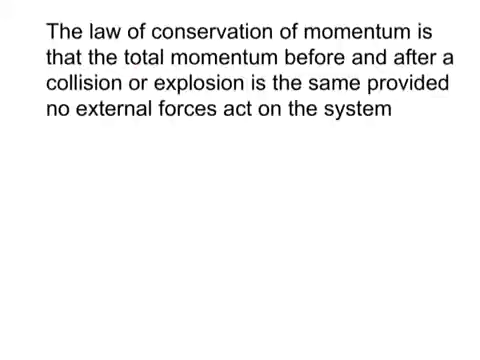 The law of conservation of momentum is
that the total momentum before and after a
collision or explosion is the same provided
no external forces act on the system